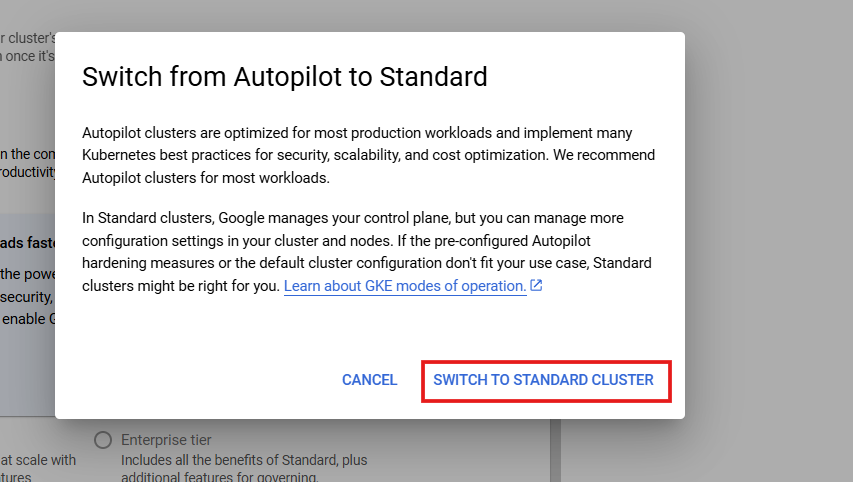 r cluster's
n once it's
Switch from Autopilot to Standard
Autopilot clusters are optimized for most production workloads and implement many
Kubernetes best practices for security, scalability, and cost optimization. We recommend
Autopilot clusters for most workloads.
n the con
roductivity
In Standard clusters, Google manages your control plane, but you can manage more
configuration settings in your cluster and nodes. If the pre-configured Autopilot
hardening measures or the default cluster configuration don't fit your use case, Standard
clusters might be right for you. Learn about GKE modes of operation.
ads faste
the powe
security,
enable G
CANCEL
SWITCH TO STANDARD CLUSTER
Enterprise tier
Includes all the benefits of Standard, plus
additional features for governing,
at scale with
tures